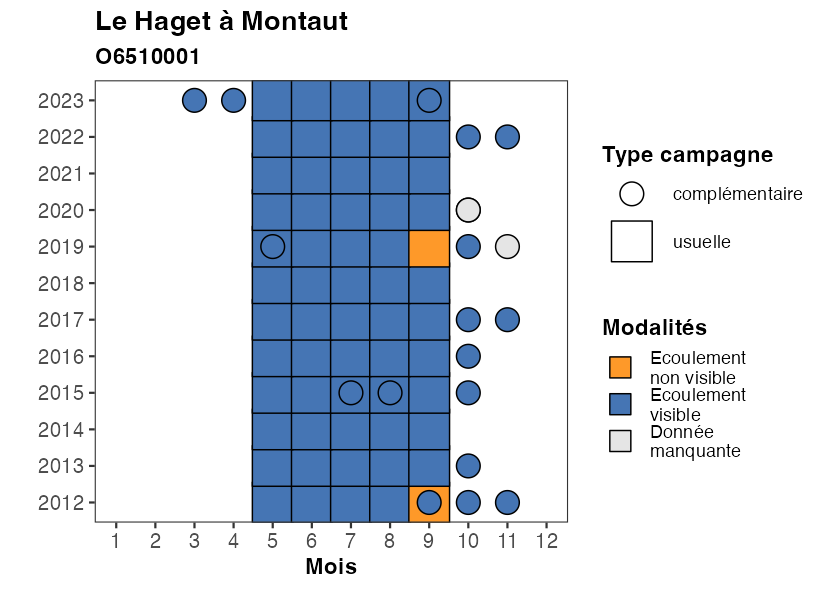 Le Haget à Montaut
O6510001
2023
2022
2021
2020
2019
2018
2017
2016
2015
2014
2013
2012
1 2 3 4 5 6 7 8 9 10 11 12
Mois
Type campagne
complémentaire
usuelle
Modalités
Ecoulement
non visible
Ecoulement
visible
Donnée
manquante